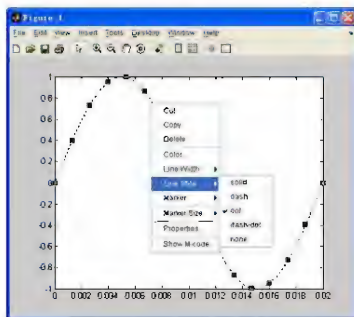 Figure 1
File Edit View Insert Tools Desktop Window Help
1
0.8
0.6
0.4
0.2
0
-0.2
-0.4
-0.6
-0.8
-1
0 0.002 0.004 0.006 0.008 0.01 0.012 0.014 0.016 0.018 0.02
Cut
Copy
Delete
Color...
Line Width
Line Style
Marker
Marker Size
Properties
Show M-code
solid
dash
dot
dash-dot
none